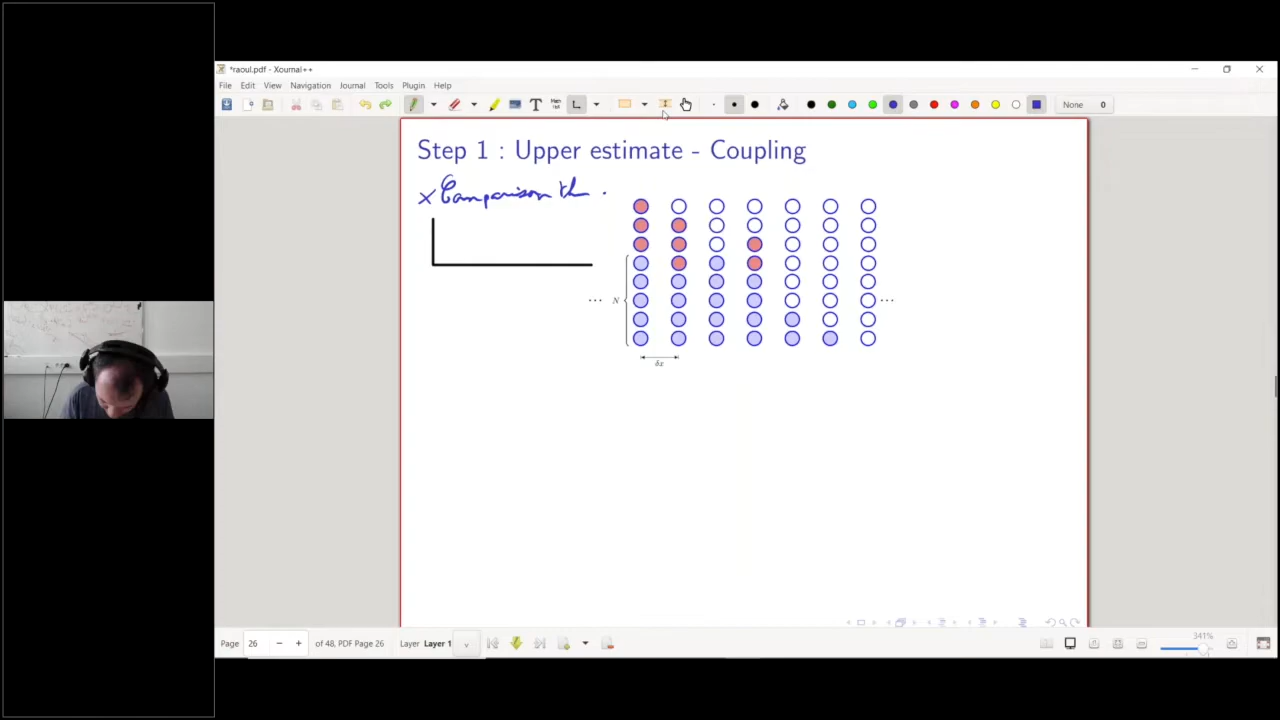 *raoul.pdf - Xournal++
File Edit View Navigation Journal Tools Plugin Help
None 0
Step 1 : Upper estimate - Coupling
× Comparison th .
··· N { ···
δx
Page 26 of 48, PDF Page 26 Layer Layer 1
341%